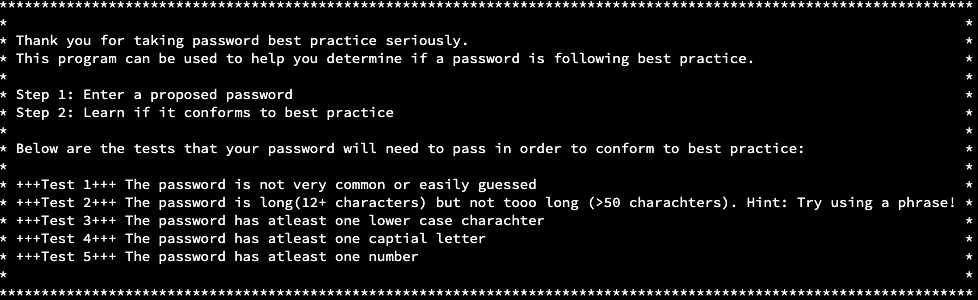 *********************************************************************************************************************
* *
* Thank you for taking password best practice seriously. *
* This program can be used to help you determine if a password is following best practice. *
* *
* Step 1: Enter a proposed password *
* Step 2: Learn if it conforms to best practice *
* *
* Below are the tests that your password will need to pass in order to conform to best practice: *
* *
* +++Test 1+++ The password is not very common or easily guessed *
* +++Test 2+++ The password is long(12+ characters) but not tooo long (>50 charachters). Hint: Try using a phrase! *
* +++Test 3+++ The password has atleast one lower case charachter *
* +++Test 4+++ The password has atleast one captial letter *
* +++Test 5+++ The password has atleast one number *
* *
*********************************************************************************************************************